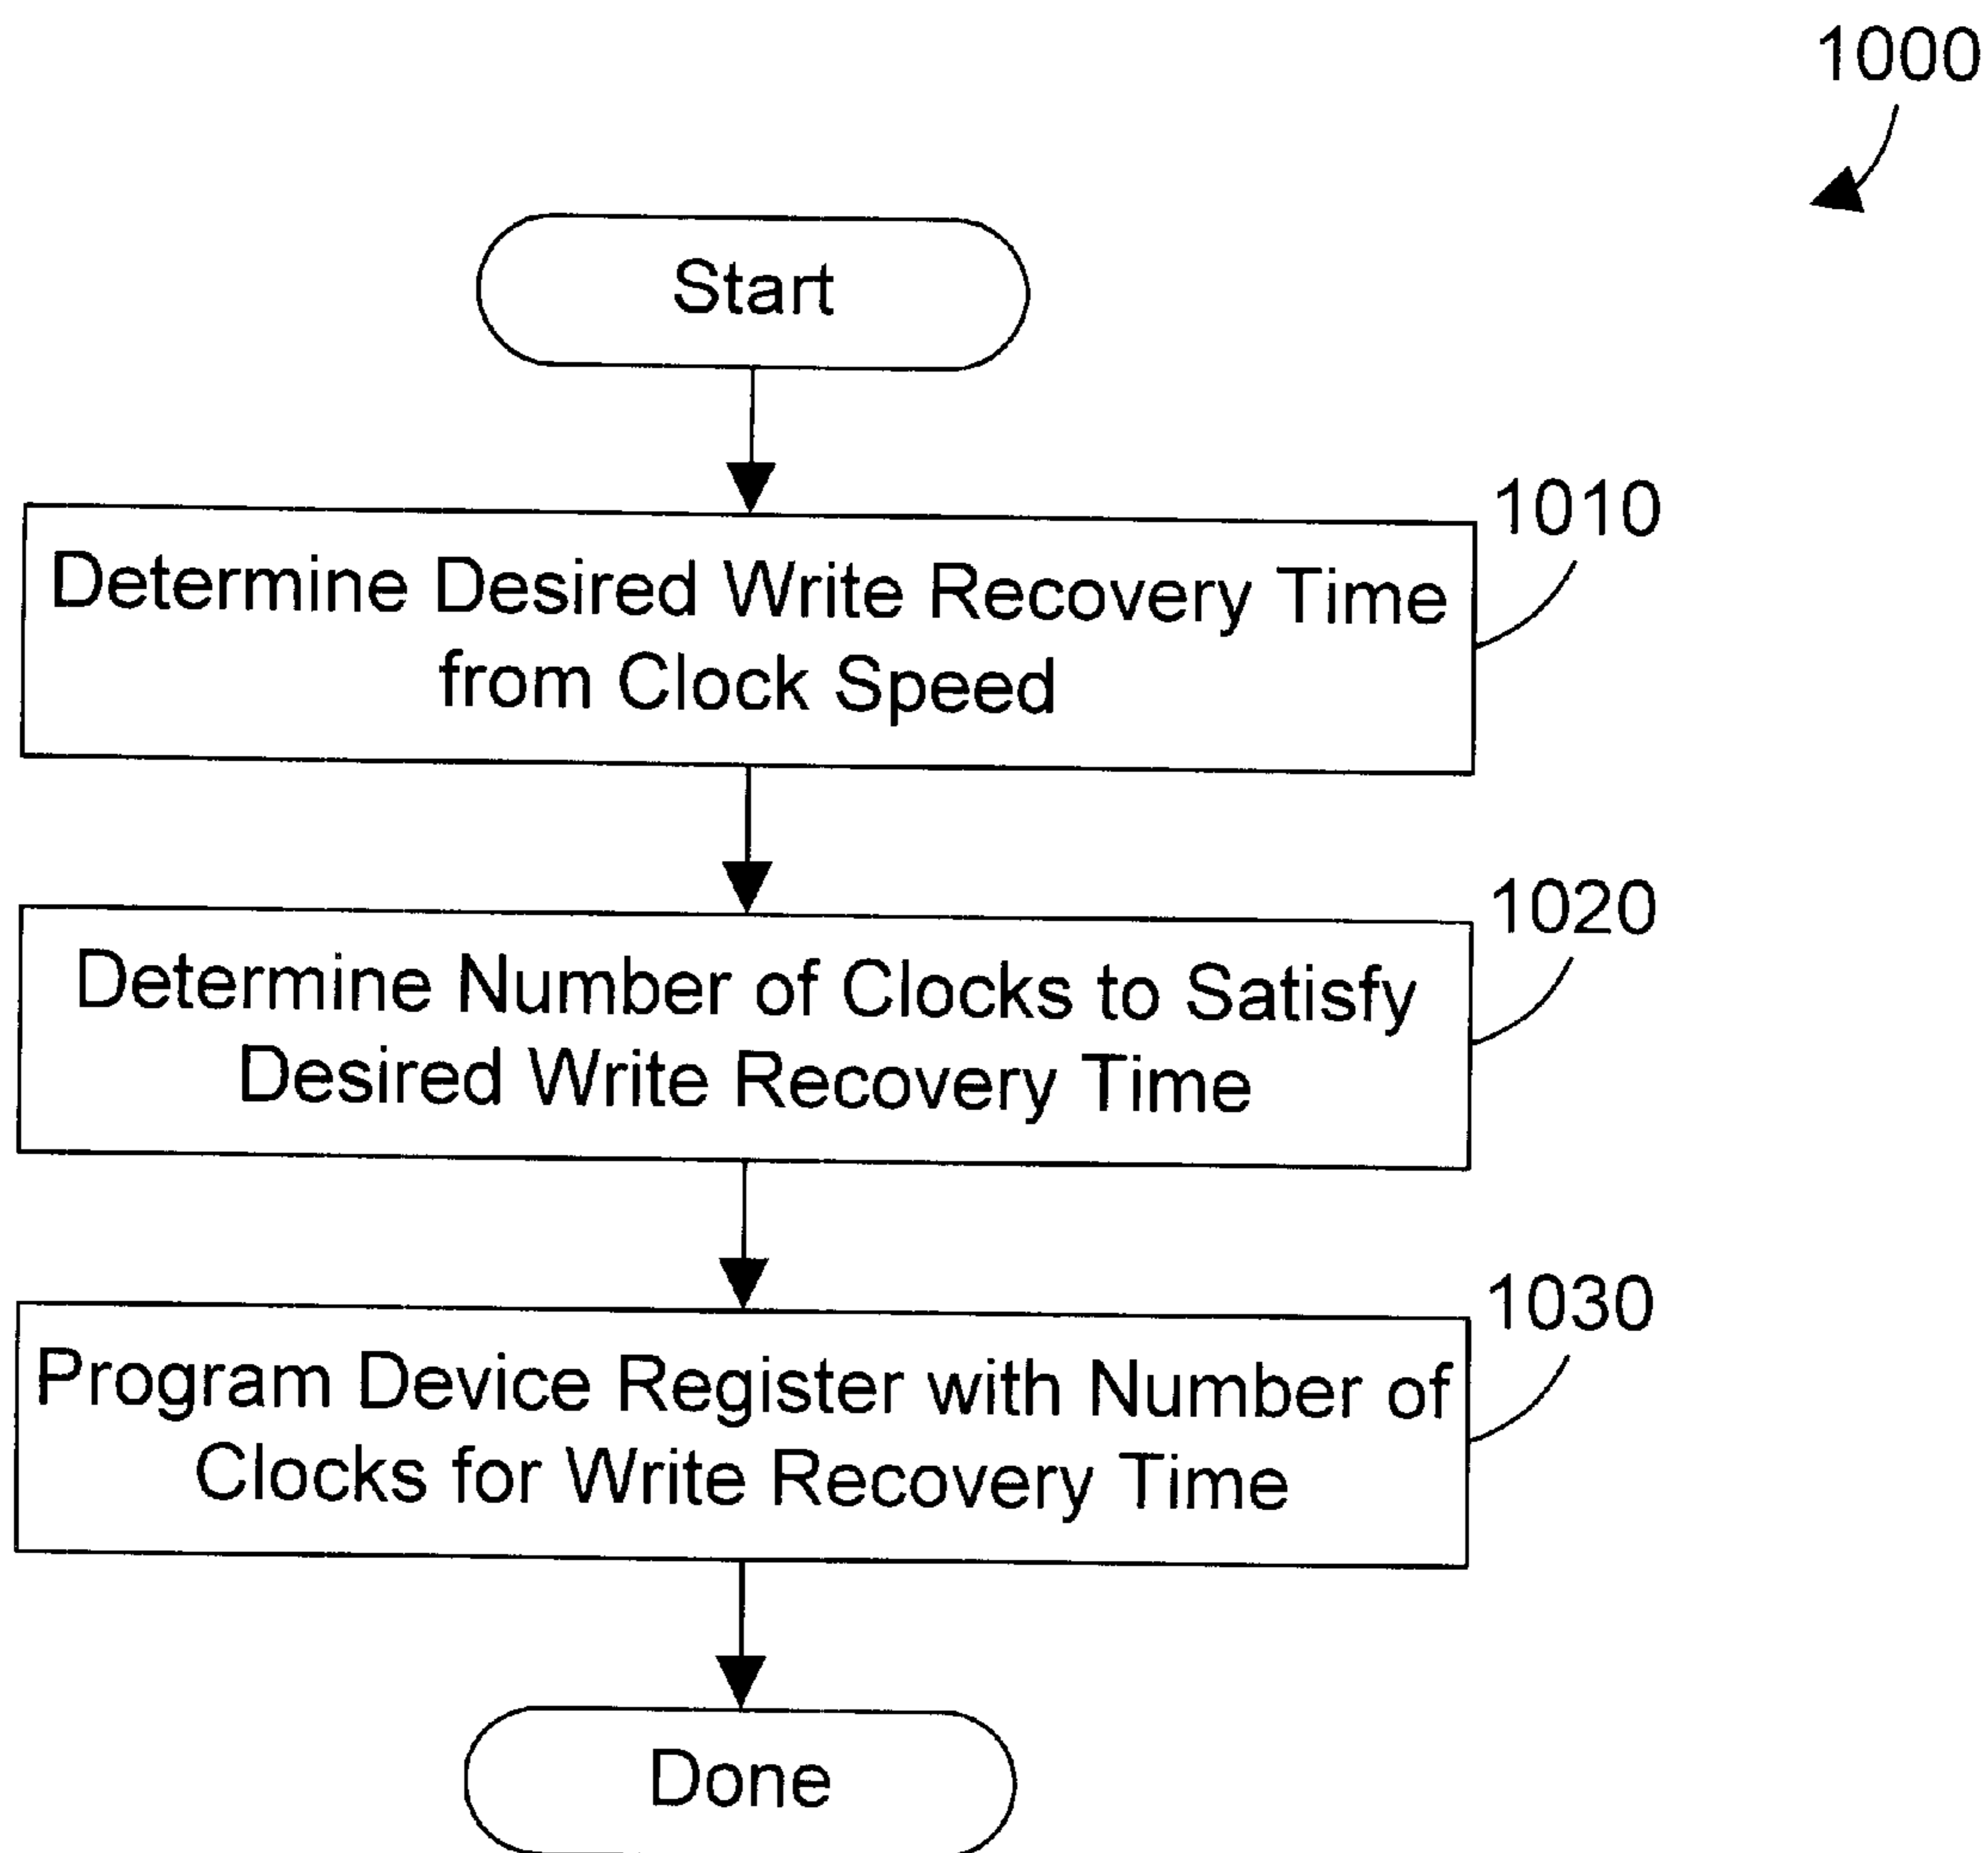 1000
Start
1010
Determine Desired Write Recovery Time
from Clock Speed
1020
Determine Number of Clocks to Satisfy
Desired Write Recovery Time
1030
Program Device Register with Number of
Clocks for Write Recovery Time
Done